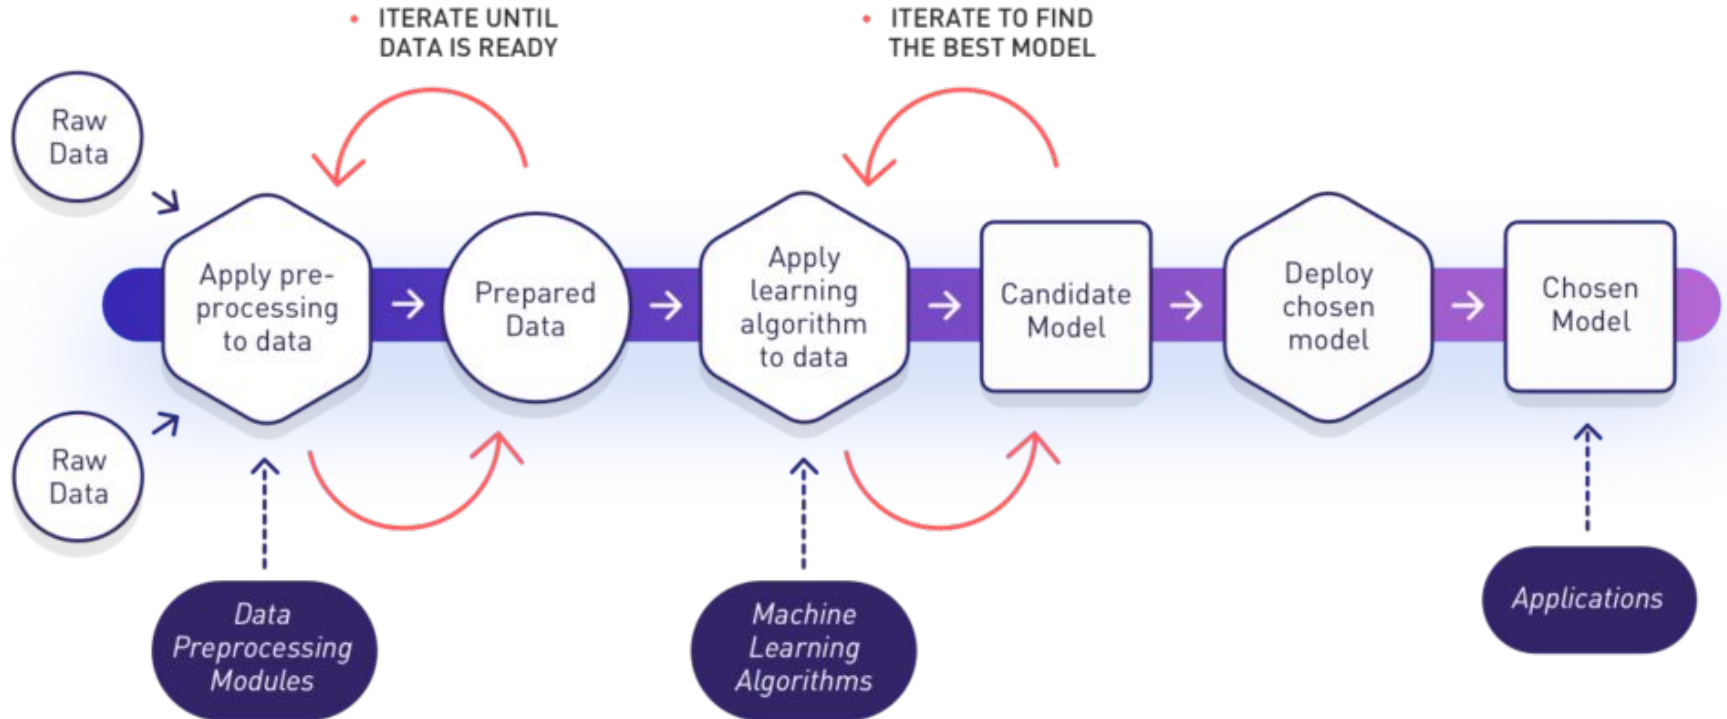 • ITERATE UNTIL
DATA IS READY
• ITERATE TO FIND
THE BEST MODEL
Raw
Data
Raw
Data
Apply pre-
processing
to data
Prepared
Data
Apply
learning
algorithm
to data
Candidate
Model
Deploy
chosen
model
Chosen
Model
Data
Preprocessing
Modules
Machine
Learning
Algorithms
Applications